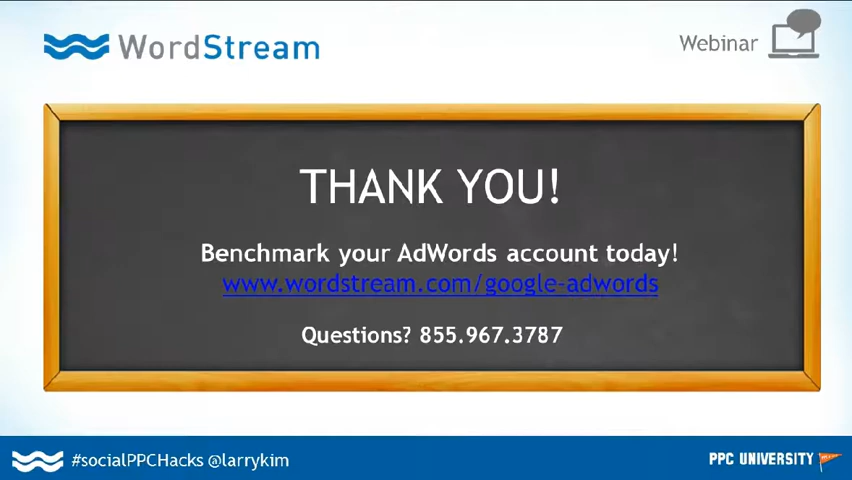 WordStream
Webinar
THANK YOU!
Benchmark your AdWords account today!
www.wordstream.com/google-adwords
Questions? 855.967.3787
#socialPPCHacks @larrykim
PPC UNIVERSITY